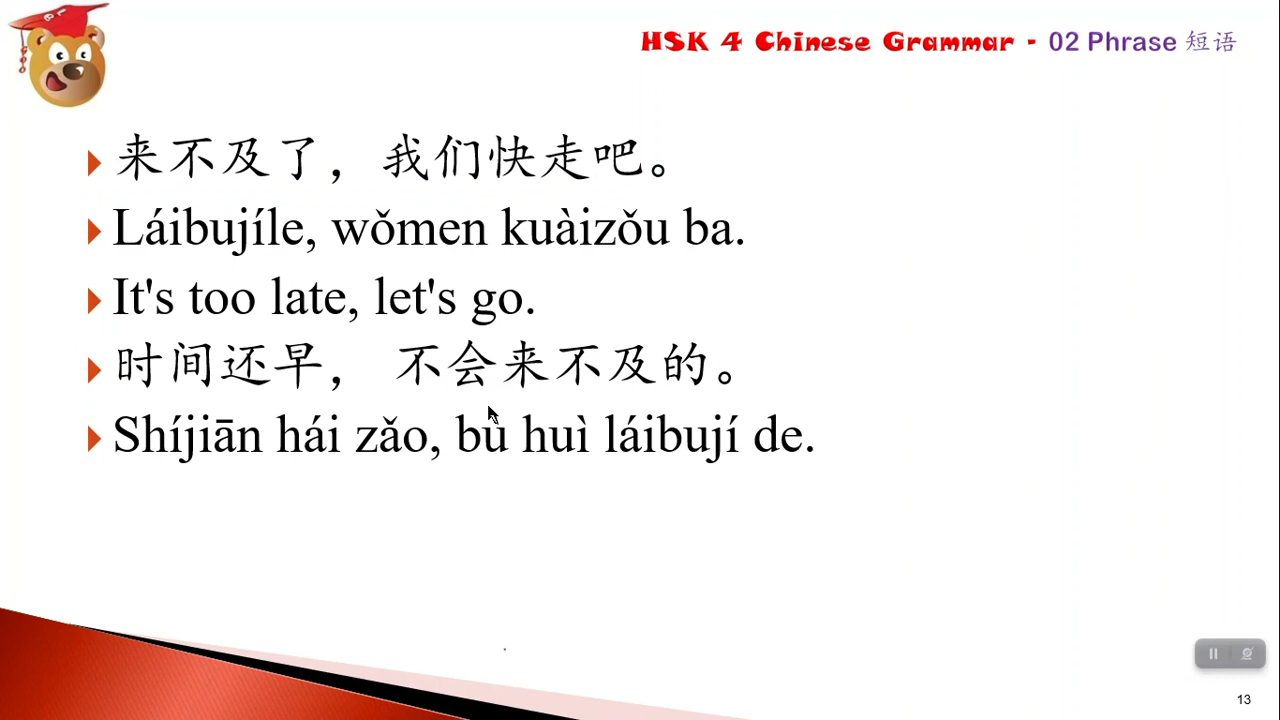 HSK 4 Chinese Grammar - 02 Phrase 短语
来不及了，我们快走吧。
Láibujíle, wǒmen kuàizǒu ba.
It's too late, let's go.
时间还早， 不会来不及的。
Shíjiān hái zǎo, bù huì láibují de.
13